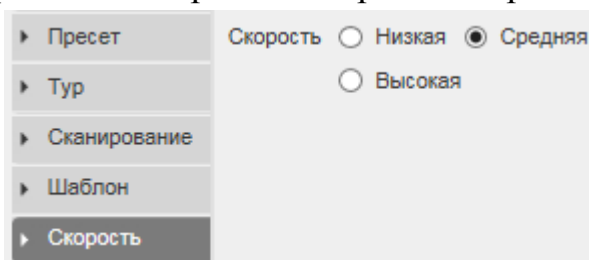 Пресет
Тур
Сканирование
Шаблон
Скорость
Скорость Низкая Средняя
Высокая